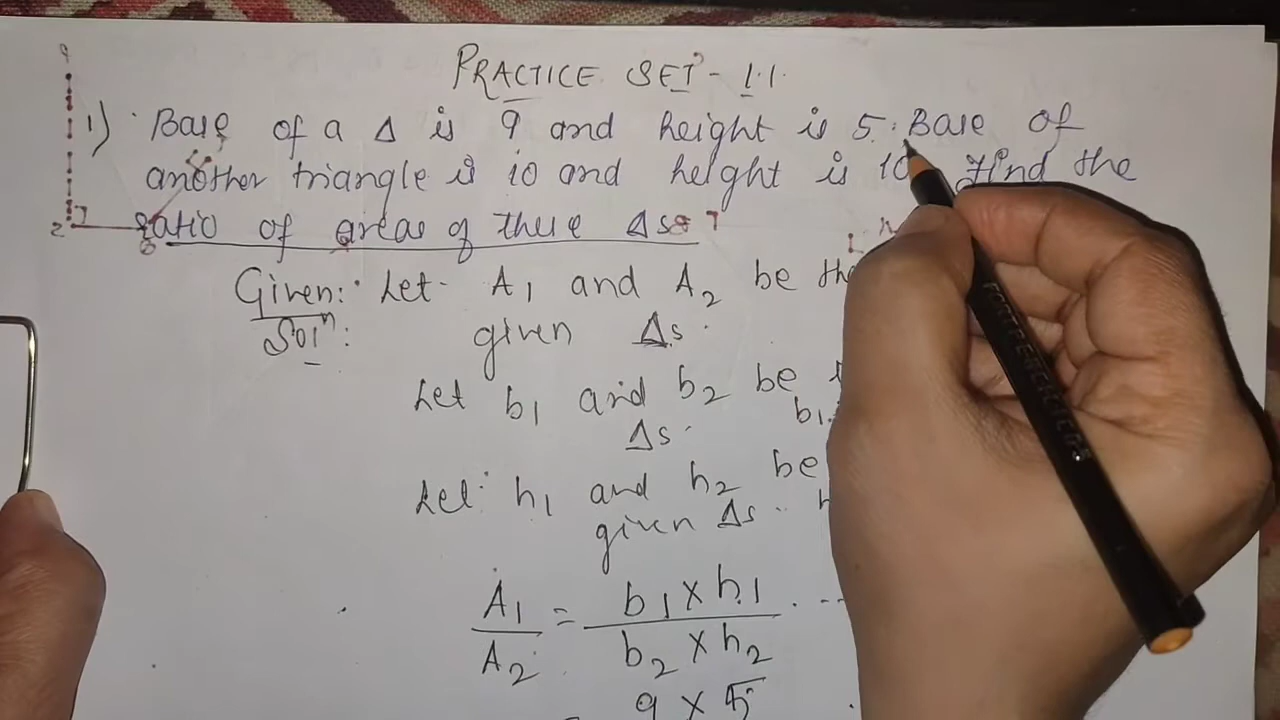 PRACTICE SET - 1.1.
1) Base of a Δ is 9 and height is 5. Base of
another triangle is 10 and height is 10 Find the
ratio of areas of these Δs
Given: Let A1 and A2 be the
Solⁿ: given Δs.
Let b1 and b2 be
Δs. b1
Let h1 and h2 be
given Δs. h
A1/A2 = b1 × h1 / b2 × h2 . --
9 × 5